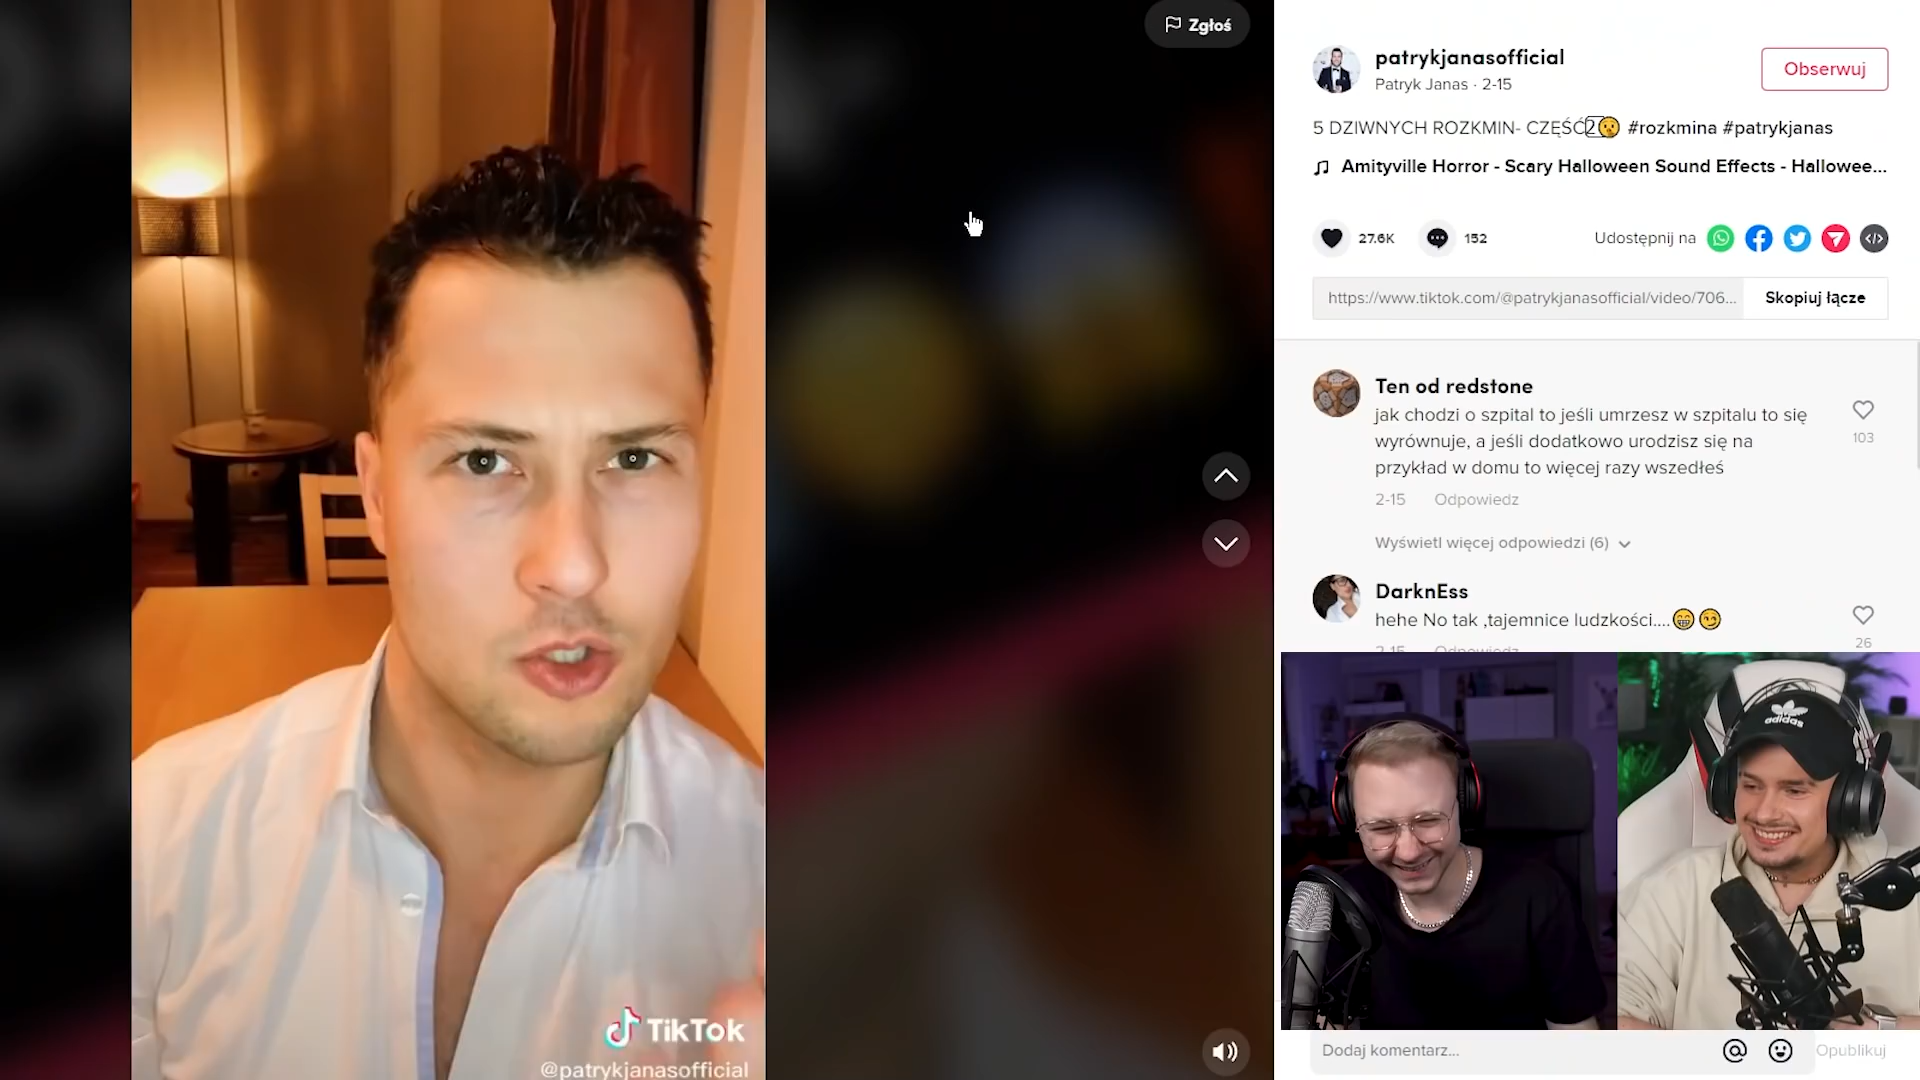 Zgłoś
patrykjanasofficial
Patryk Janas · 2-15
Obserwuj
5 DZIWNYCH ROZKMIN- CZĘŚĆ2️⃣🤫 #rozkmina #patrykjanas
Amityville Horror - Scary Halloween Sound Effects - Hallowee...
27.6K
152
Udostępnij na
https://www.tiktok.com/@patrykjanasofficial/video/706...
Skopiuj łącze
Ten od redstone
jak chodzi o szpital to jeśli umrzesz w szpitalu to się
wyrównuje, a jeśli dodatkowo urodzisz się na
przykład w domu to więcej razy wszedłeś
103
2-15 Odpowiedz
Wyświetl więcej odpowiedzi (6)
DarknEss
hehe No tak ,tajemnice ludzkości....😁😏
26
2-15 Odpowiedz
adidas
TikTok
@patrykjanasofficial
Dodaj komentarz...
Opublikuj